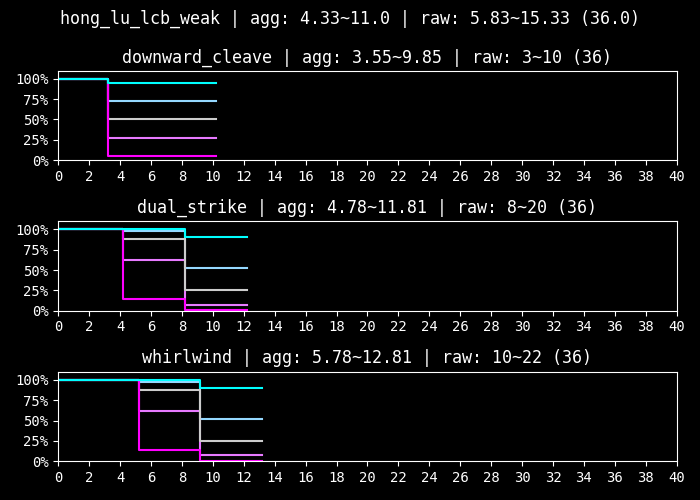 hong_lu_lcb_weak | agg: 4.33~11.0 | raw: 5.83~15.33 (36.0)
downward_cleave | agg: 3.55~9.85 | raw: 3~10 (36)
100%
75%
50%
25%
0%
0 2 4 6 8 10 12 14 16 18 20 22 24 26 28 30 32 34 36 38 40
dual_strike | agg: 4.78~11.81 | raw: 8~20 (36)
100%
75%
50%
25%
0%
0 2 4 6 8 10 12 14 16 18 20 22 24 26 28 30 32 34 36 38 40
whirlwind | agg: 5.78~12.81 | raw: 10~22 (36)
100%
75%
50%
25%
0%
0 2 4 6 8 10 12 14 16 18 20 22 24 26 28 30 32 34 36 38 40